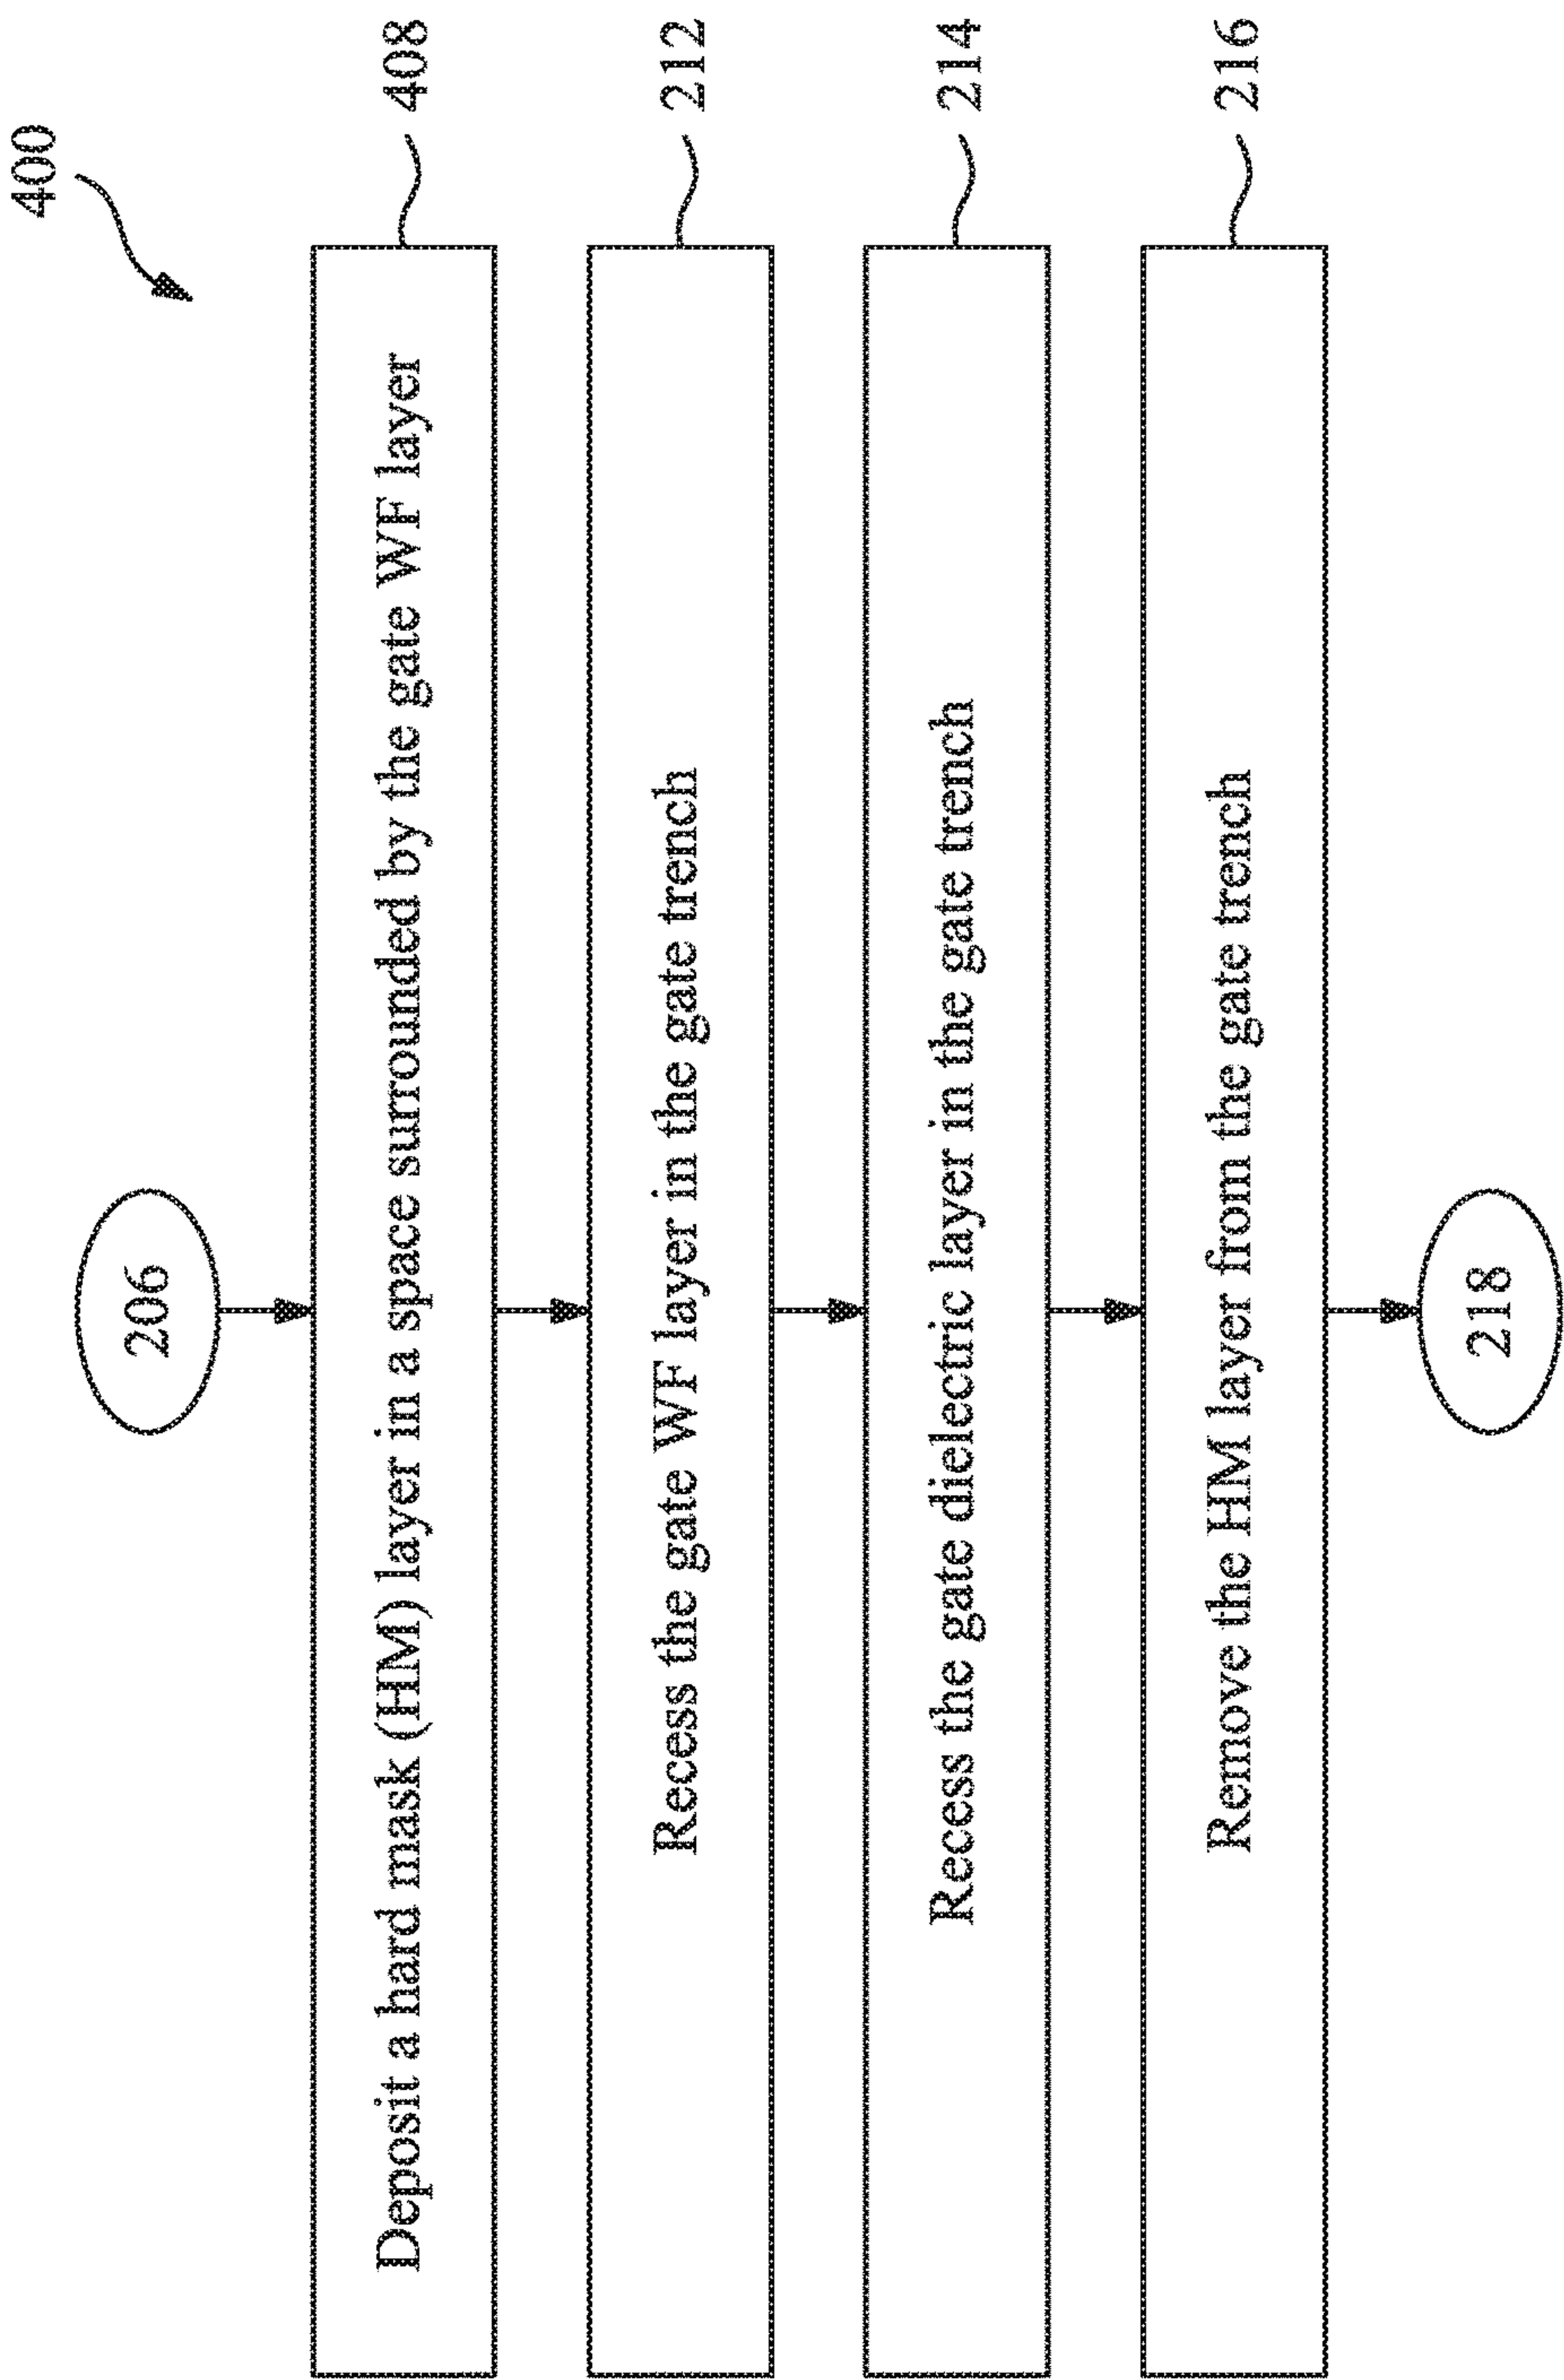 400
206
Deposit a hard mask (HM) layer in a space surrounded by the gate WF layer
408
Recess the gate WF layer in the gate trench
212
Recess the gate dielectric layer in the gate trench
214
Remove the HM layer from the gate trench
216
218